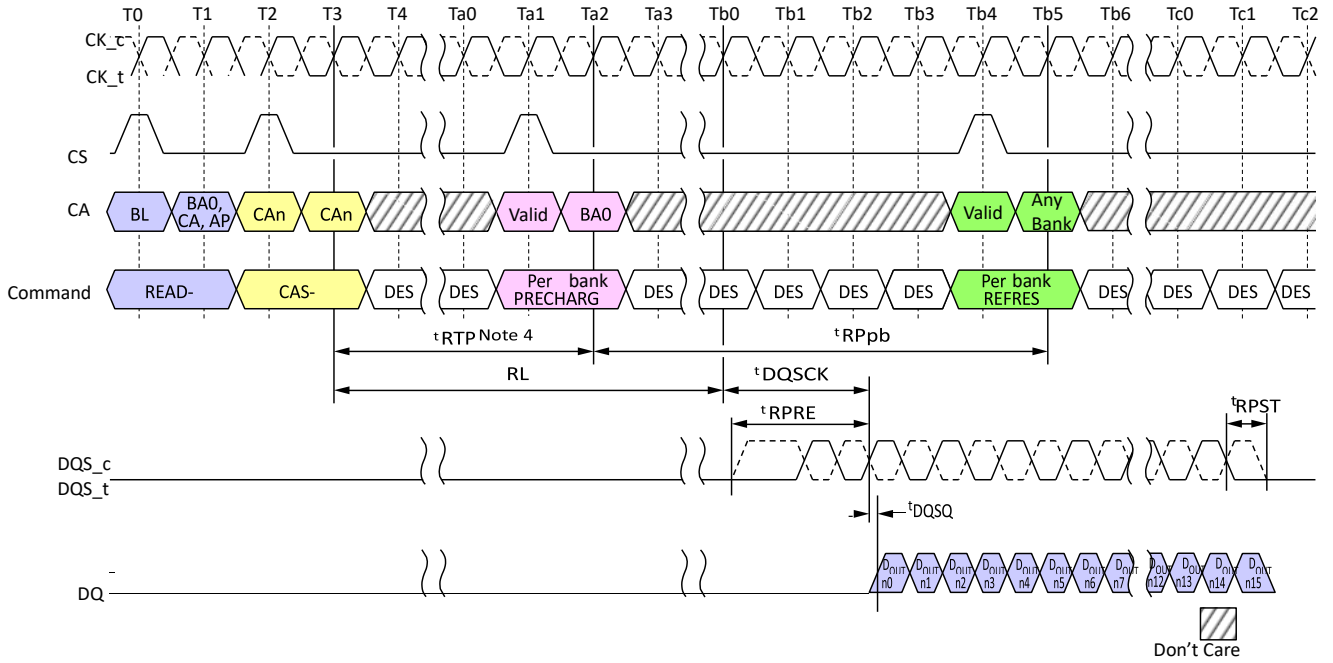 T0 T1 T2 T3 T4 Ta0 Ta1 Ta2 Ta3 Tb0 Tb1 Tb2 Tb3 Tb4 Tb5 Tb6 Tc0 Tc1 Tc2
CK_c
CK_t
CS
CA
BL
BA0,
CA, AP
CAn
CAn
Valid
BA0
Valid
Any
Bank
Command
READ-
CAS-
DES
DES
Per bank
PRECHARG
DES
DES
DES
DES
DES
Per bank
REFRES
DES
DES
DES
DES
tRTP Note 4
tRPpb
RL
tDQSCK
tRPRE
tRPST
DQS_c
DQS_t
tDQSQ
DQ
DOUT n0
DOUT n1
DOUT n2
DOUT n3
DOUT n4
DOUT n5
DOUT n6
DOUT n7
DOUT n12
DOUT n13
DOUT n14
DOUT n15
Don't Care